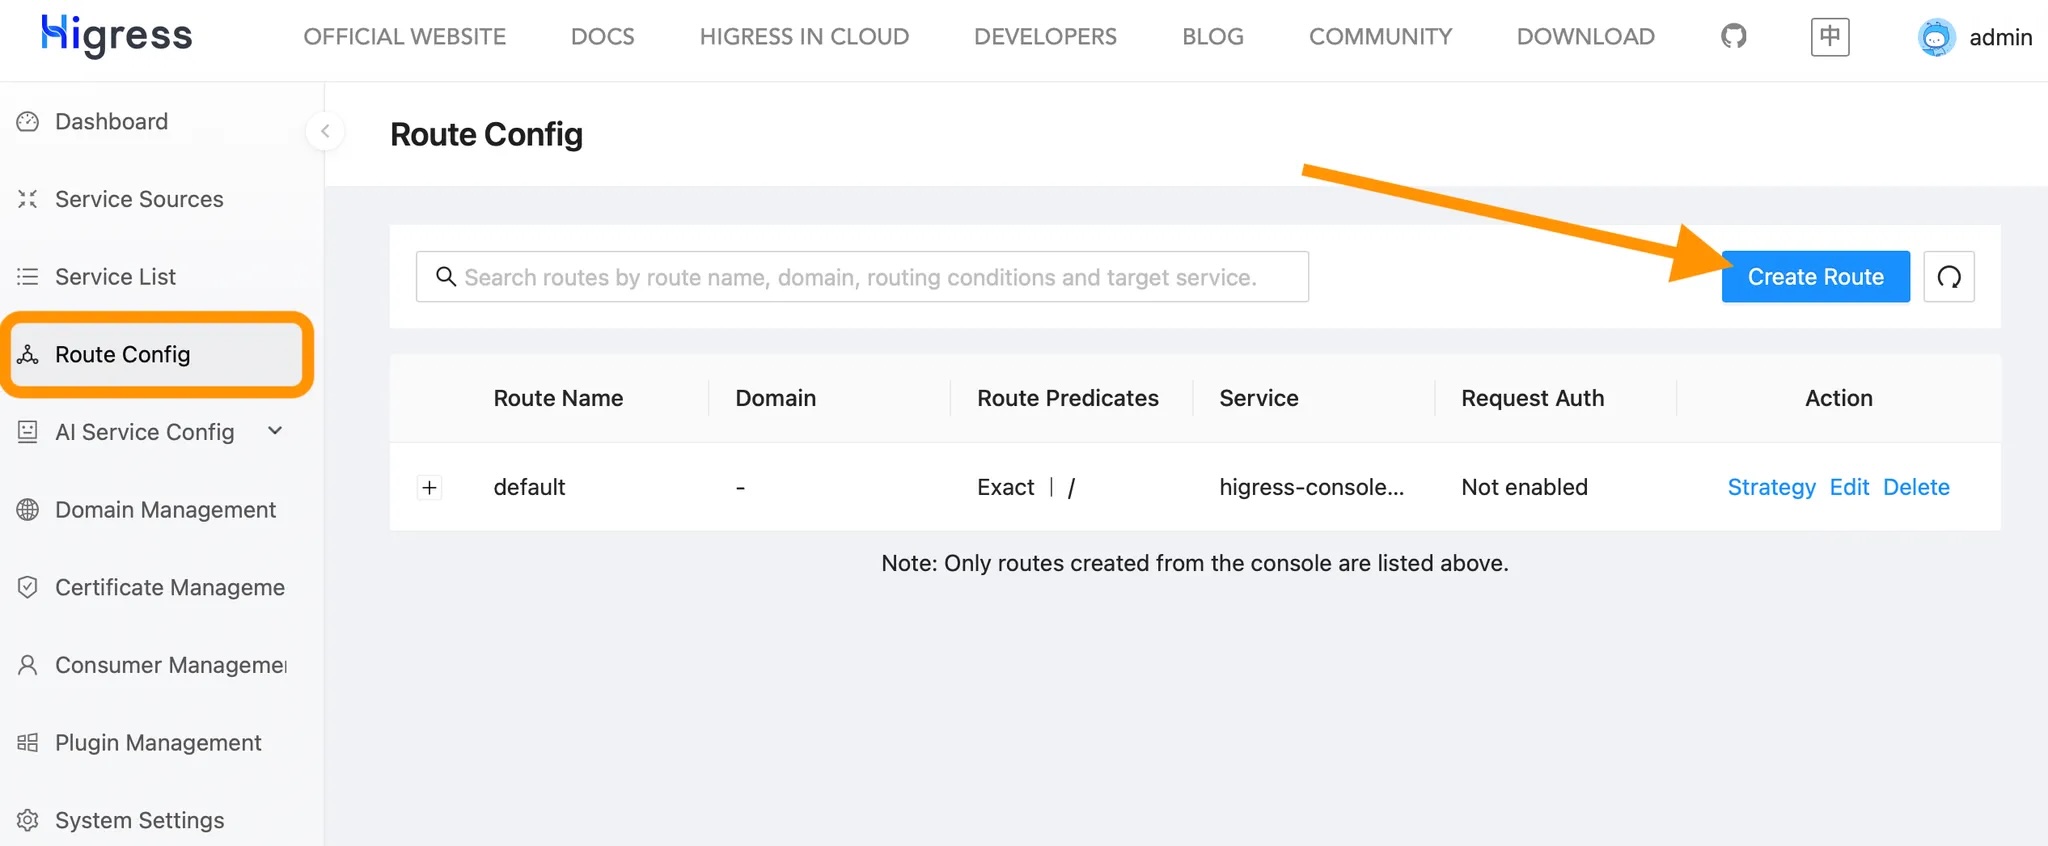 Higress OFFICIAL WEBSITE DOCS HIGRESS IN CLOUD DEVELOPERS BLOG COMMUNITY DOWNLOAD 中 admin
Dashboard
Service Sources
Service List
Route Config
AI Service Config
Domain Management
Certificate Manageme
Consumer Manageme
Plugin Management
System Settings
Route Config
Search routes by route name, domain, routing conditions and target service.
Create Route
Route Name Domain Route Predicates Service Request Auth Action
default - Exact | / higress-console... Not enabled Strategy Edit Delete
Note: Only routes created from the console are listed above.